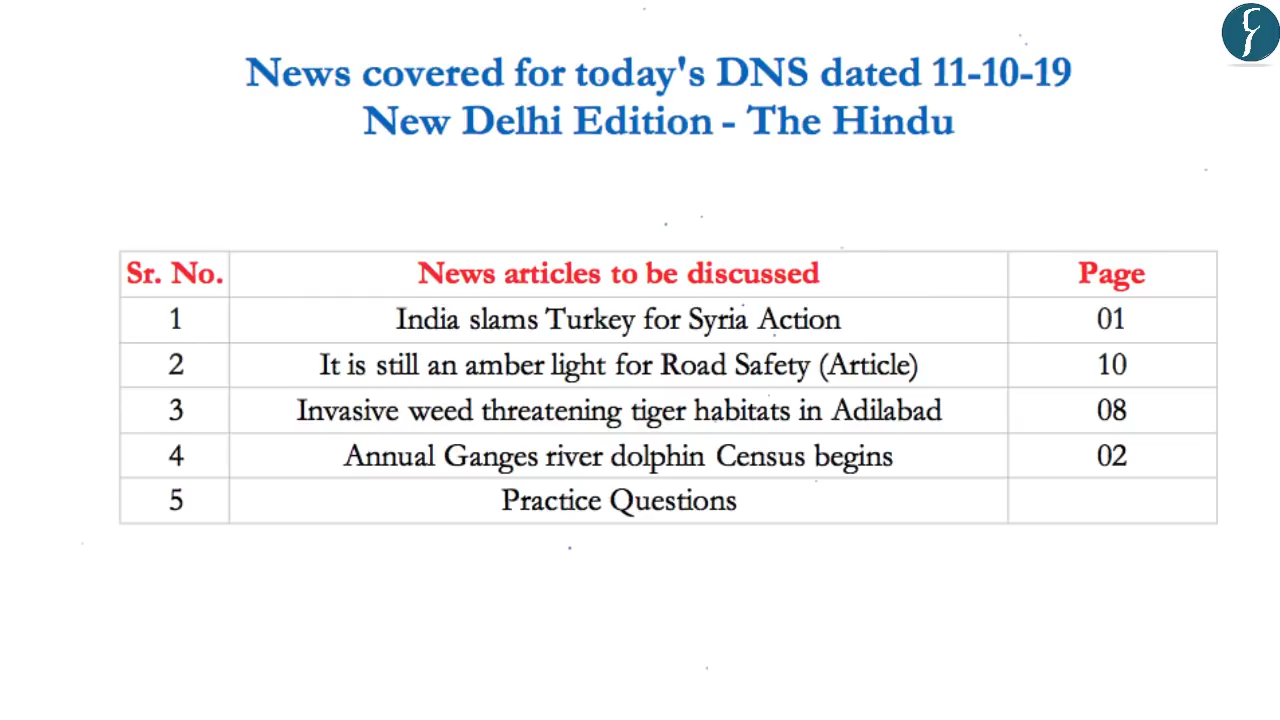 News covered for today's DNS dated 11-10-19
New Delhi Edition - The Hindu
Sr. No. News articles to be discussed Page
1 India slams Turkey for Syria Action 01
2 It is still an amber light for Road Safety (Article) 10
3 Invasive weed threatening tiger habitats in Adilabad 08
4 Annual Ganges river dolphin Census begins 02
5 Practice Questions